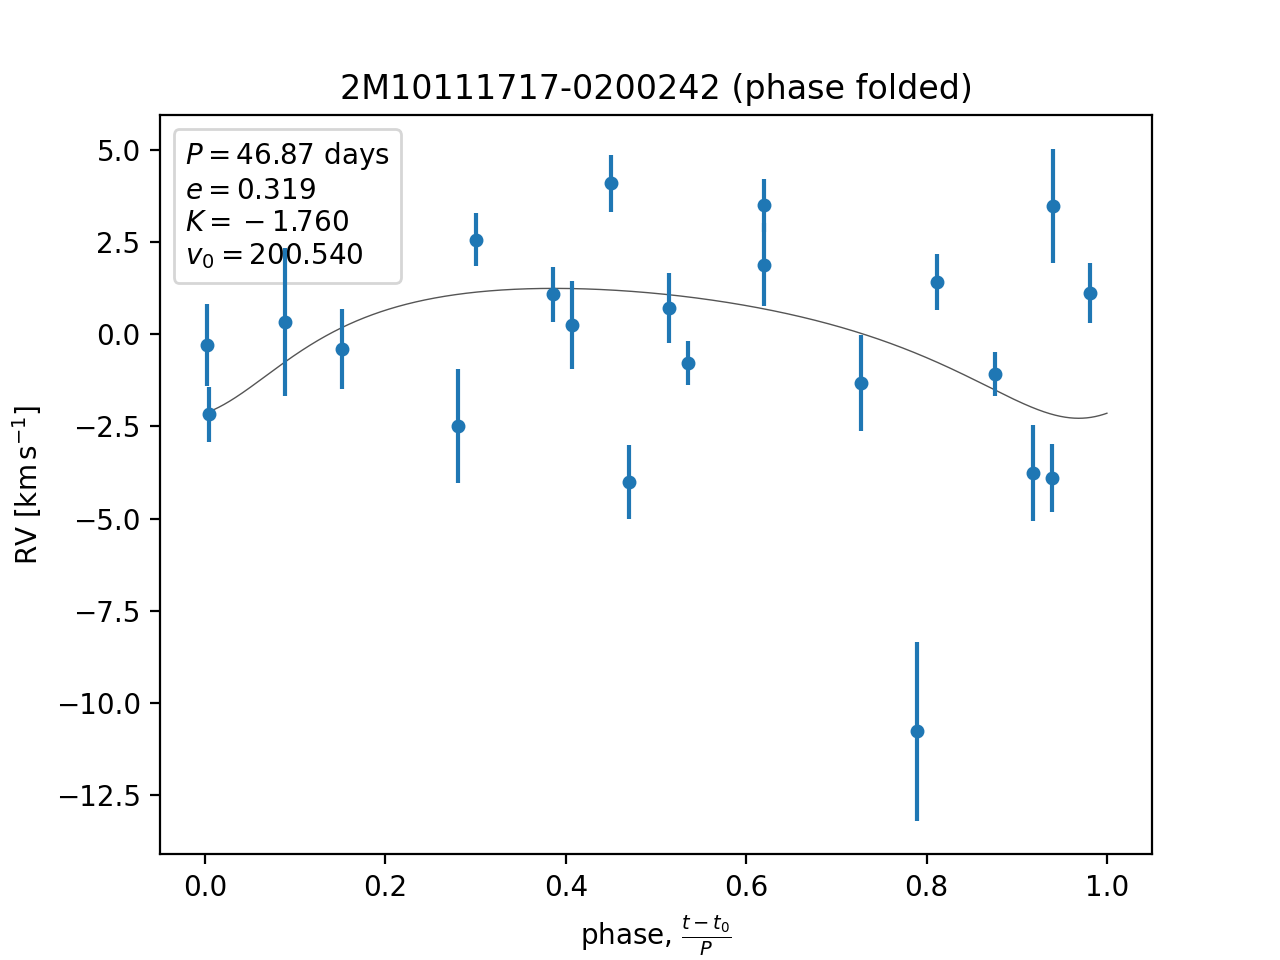 2M10111717-0200242 (phase folded)
P = 46.87 days
e = 0.319
K = −1.760
v₀ = 200.540
5.0
2.5
0.0
−2.5
−5.0
−7.5
−10.0
−12.5
RV [km s⁻¹]
0.0 0.2 0.4 0.6 0.8 1.0
phase, (t − t₀)/P